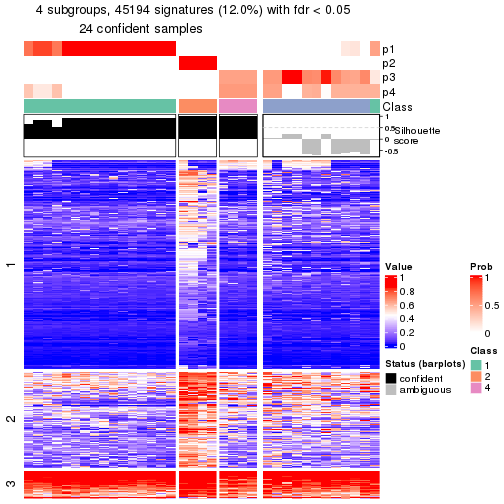 4 subgroups, 45194 signatures (12.0%) with fdr < 0.05
24 confident samples
p1
p2
p3
p4
Class
1
0.5
0
-0.5
Silhouette
score
1
2
3
Value
1
0.8
0.6
0.4
0.2
0
Prob
1
0.5
0
Status (barplots)
confident
ambiguous
Class
1
2
4